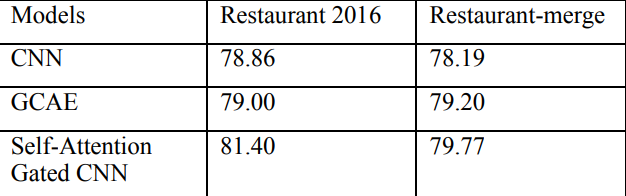 Models Restaurant 2016 Restaurant-merge
CNN 78.86 78.19
GCAE 79.00 79.20
Self-Attention 81.40 79.77
Gated CNN